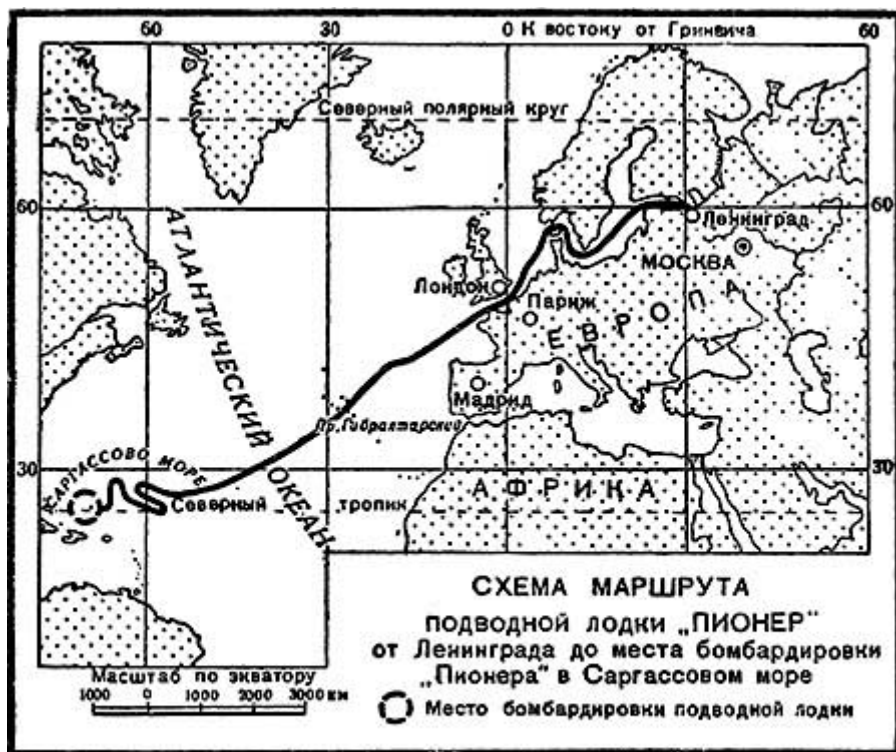 60 30 0 К востоку от Гринвича 60
Северный полярный круг
60 60
Ленинград
МОСКВА
Лондон
Париж
ЕВРОПА
АТЛАНТИЧЕСКИЙ ОКЕАН
Мадрид
Пр. Гибралтарский
САРГАССОВО МОРЕ
30 30
АФРИКА
Северный тропик
СХЕМА МАРШРУТА
ПОДВОДНОЙ ЛОДКИ „ПИОНЕР"
от Ленинграда до места бомбардировки
„Пионера" в Саргассовом море
Место бомбардировки подводной лодки
Масштаб по экватору
1000 0 1000 2000 3000 км